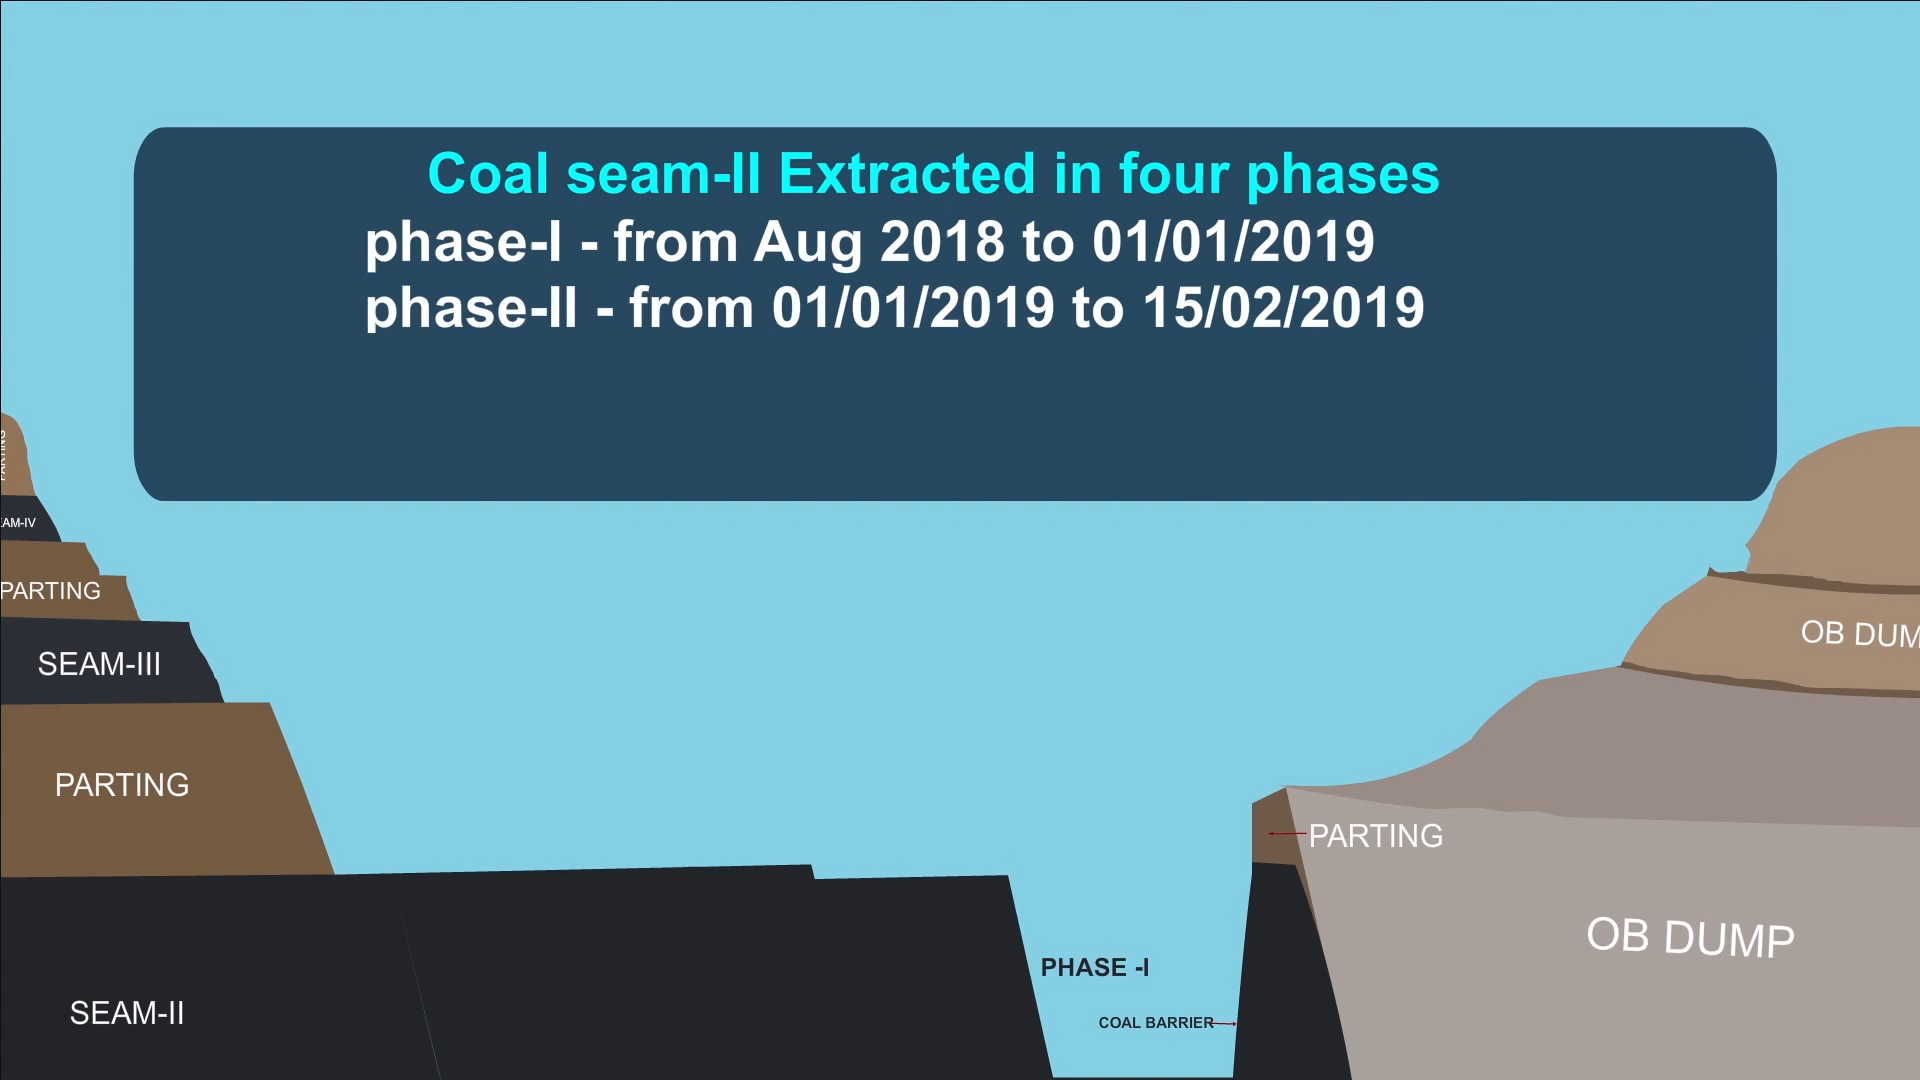 Coal seam-II Extracted in four phases
phase-I - from Aug 2018 to 01/01/2019
phase-II - from 01/01/2019 to 15/02/2019
PARTING
SEAM-III
PARTING
SEAM-II
PHASE -I
COAL BARRIER
PARTING
OB DUMP